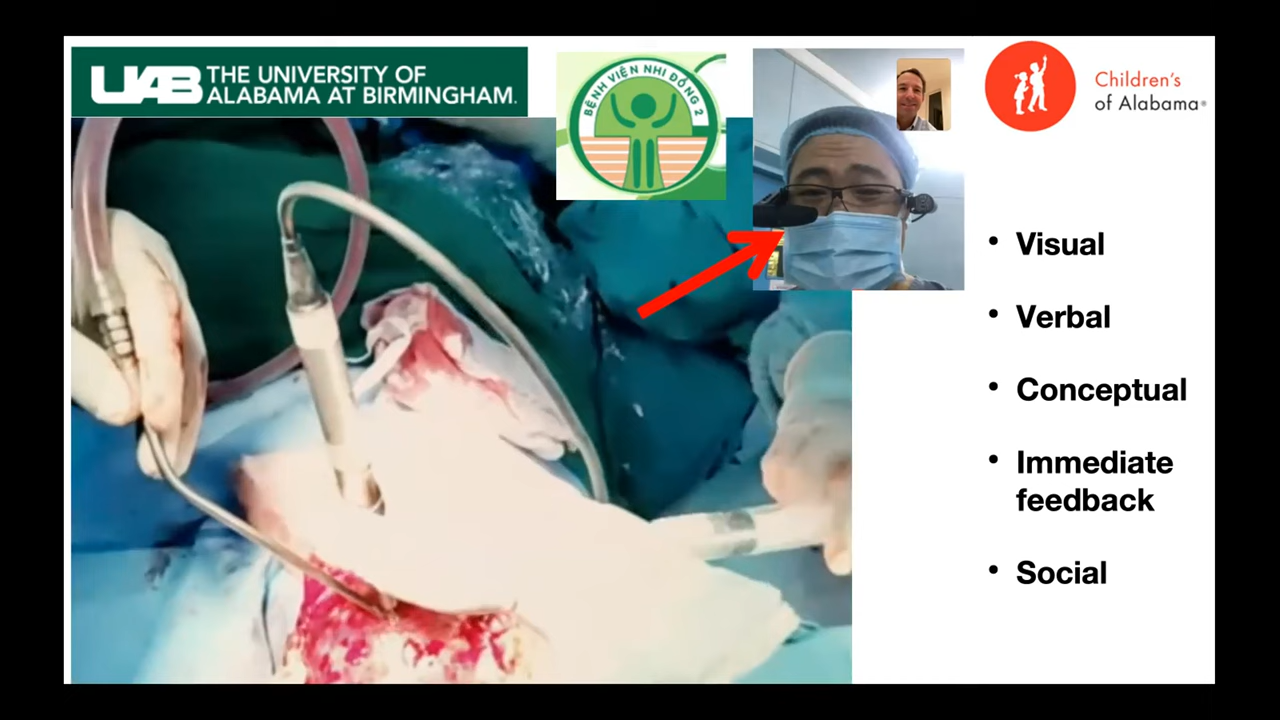 UAB THE UNIVERSITY OF
ALABAMA AT BIRMINGHAM.
BỆNH VIỆN NHI ĐỒNG 2
Children's
of Alabama®
• Visual
• Verbal
• Conceptual
• Immediate
feedback
• Social